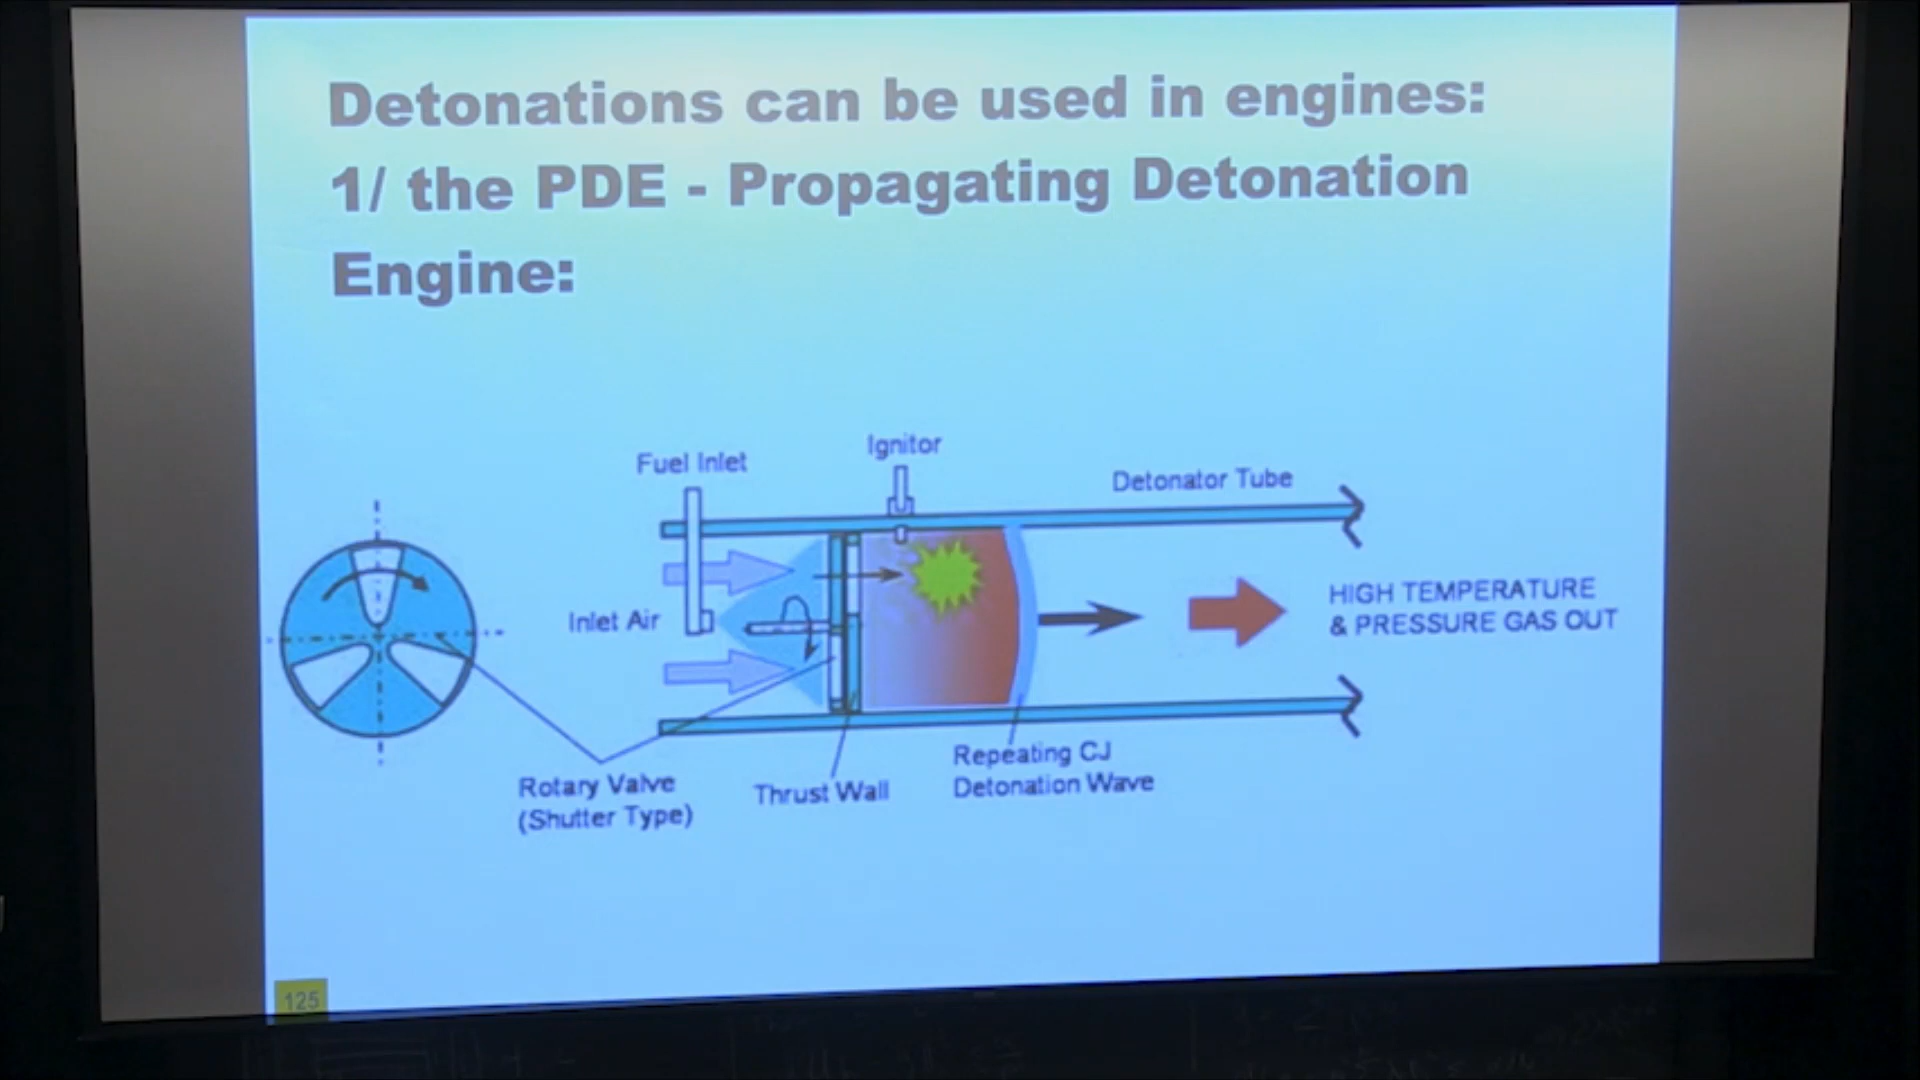 Detonations can be used in engines:
1/ the PDE - Propagating Detonation
Engine:
Ignitor
Fuel Inlet
Detonator Tube
Inlet Air
HIGH TEMPERATURE
& PRESSURE GAS OUT
Rotary Valve
(Shutter Type)
Thrust Wall
Repeating CJ
Detonation Wave
125